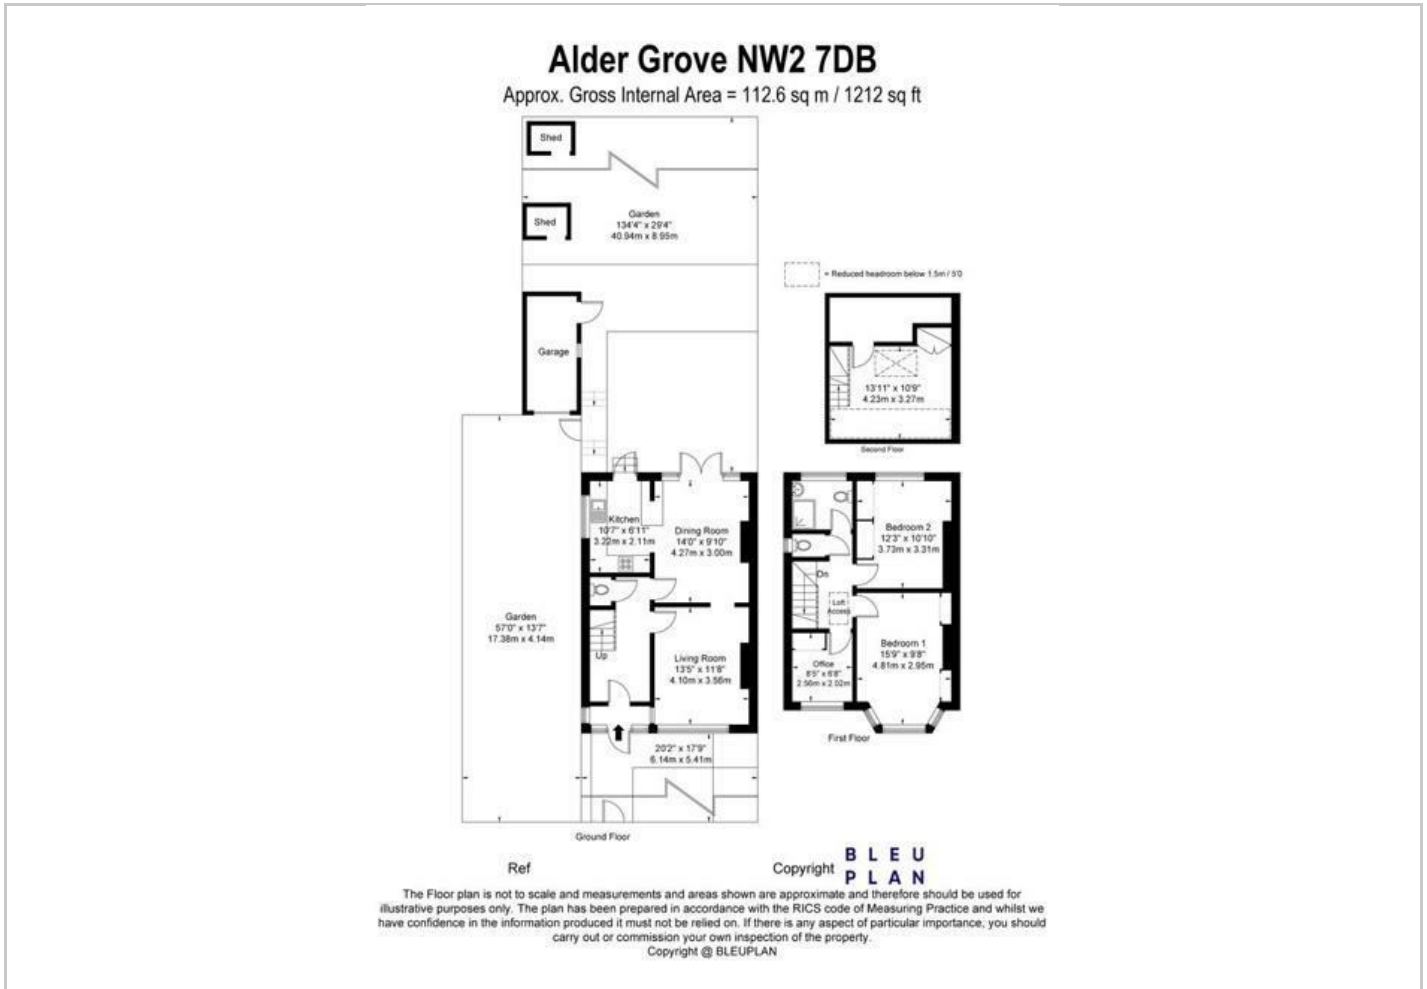 Alder Grove NW2 7DB
Approx. Gross Internal Area = 112.6 sq m / 1212 sq ft
Shed
Shed
Garden
134'4" x 29'4"
40.94m x 8.95m
= Reduced headroom below 1.5m / 5'0
Garage
13'11" x 10'9"
4.23m x 3.27m
Second Floor
Kitchen
10'7" x 6'11"
3.22m x 2.11m
Dining Room
14'0" x 9'10"
4.27m x 3.00m
Bedroom 2
12'3" x 10'10"
3.73m x 3.31m
Dn
Loft
Access
Garden
57'0" x 13'7"
17.38m x 4.14m
Up
Living Room
13'5" x 11'8"
4.10m x 3.56m
Office
8'5" x 6'8"
2.56m x 2.02m
Bedroom 1
15'9" x 9'8"
4.81m x 2.95m
20'2" x 17'9"
6.14m x 5.41m
First Floor
Ground Floor
Ref
Copyright
BLEU
PLAN
The Floor plan is not to scale and measurements and areas shown are approximate and therefore should be used for
illustrative purposes only. The plan has been prepared in accordance with the RICS code of Measuring Practice and whilst we
have confidence in the information produced it must not be relied on. If there is any aspect of particular importance, you should
carry out or commission your own inspection of the property.
Copyright @ BLEUPLAN